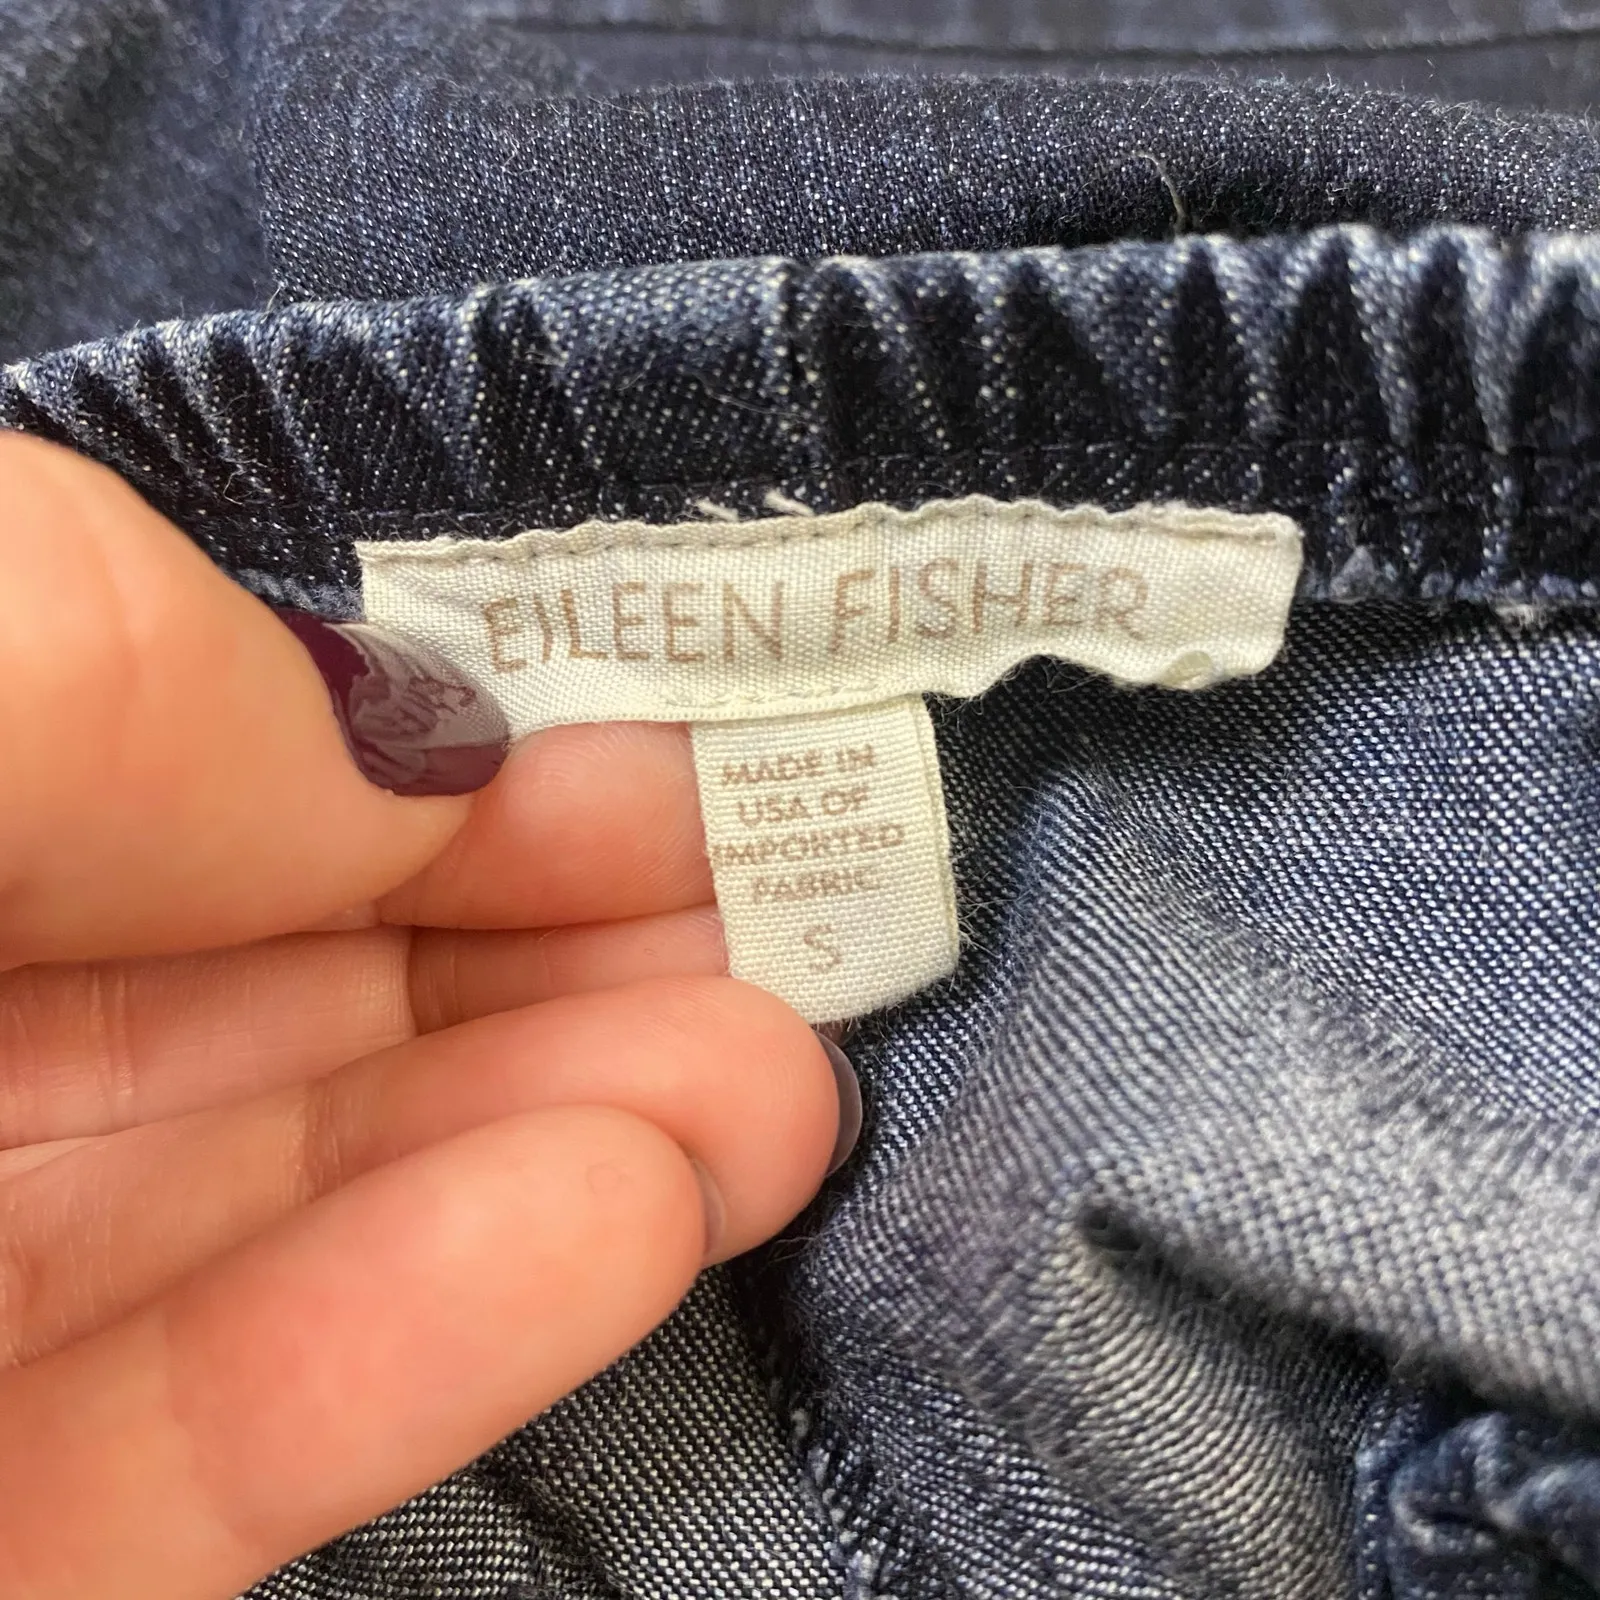 EILEEN FISHER
MADE IN
USA OF
IMPORTED
FABRIC
S